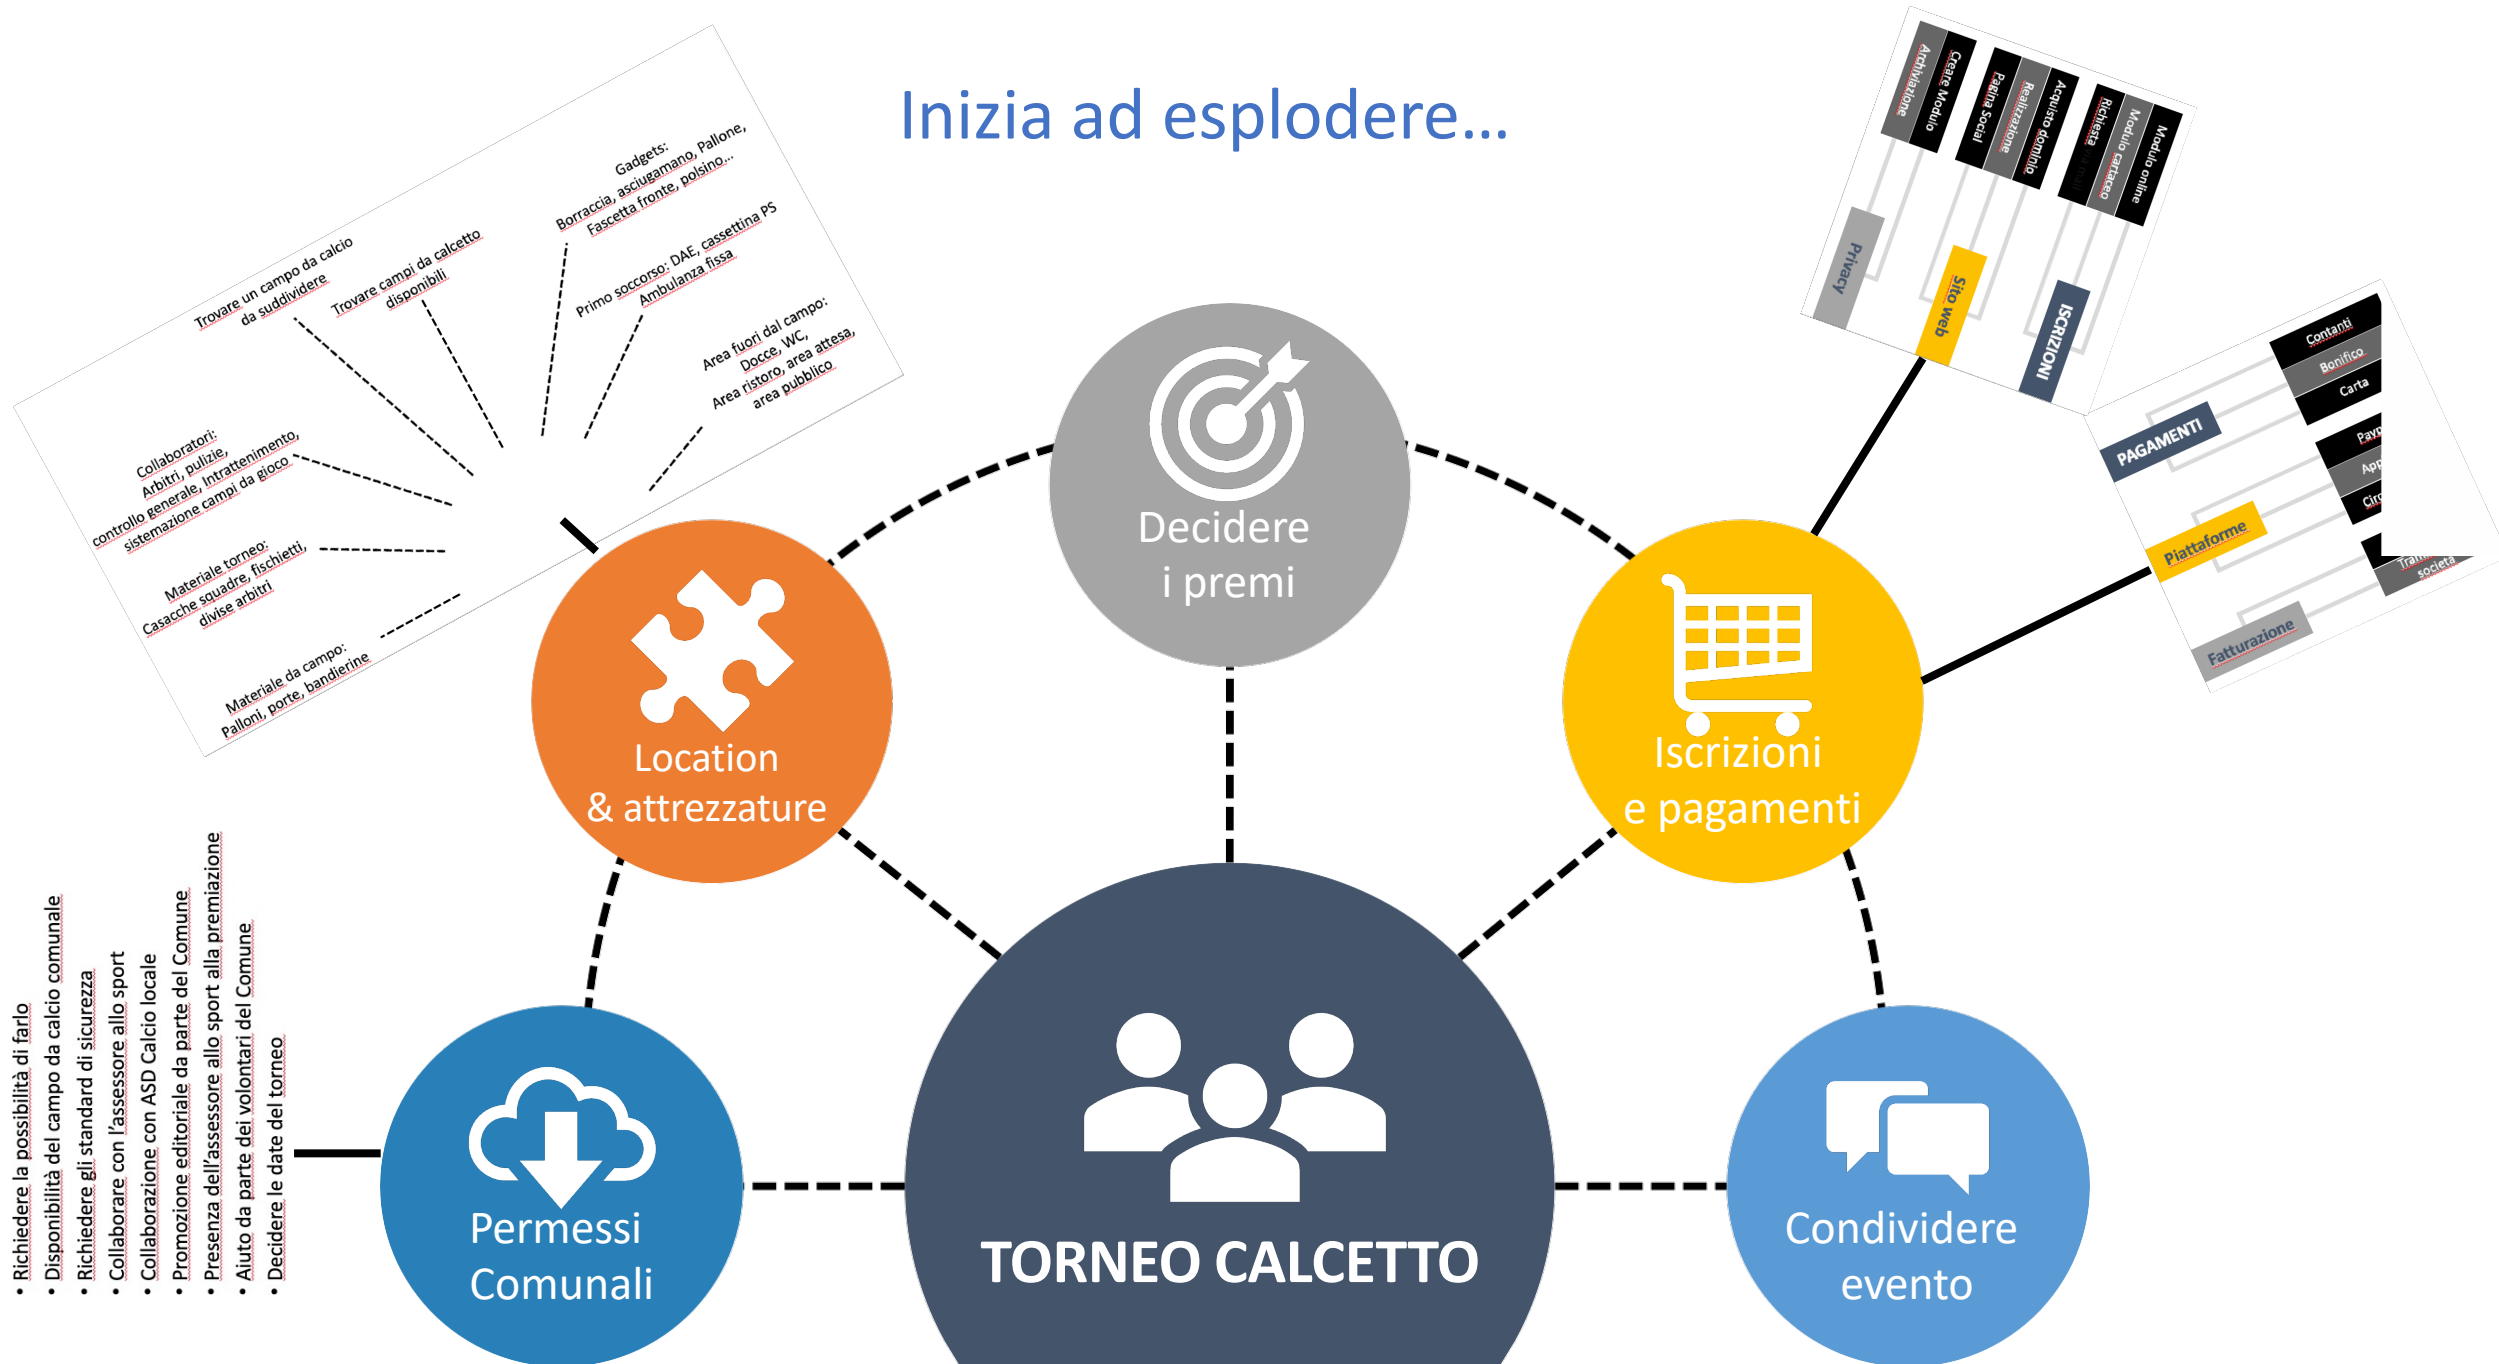 Inizia ad esplodere...
Gadgets:
Borraccia, asciugamano, Pallone,
Fascetta fronte, polsino...
Trovare un campo da calcio
da suddividere
Trovare campi da calcetto
disponibili
Primo soccorso: DAE, cassettina PS
Ambulanza fissa
Area fuori dal campo:
Docce, WC,
Area ristoro, area attesa,
area pubblico
Collaboratori:
Arbitri, pulizie,
controllo generale, Intrattenimento,
sistemazione campi da gioco
Materiale torneo:
Casacche squadre, fischietti,
divise arbitri
Materiale da campo:
Palloni, porte, bandierine
ISCRIZIONI
Modulo online
Modulo cartaceo
Richiesta via mail
Sito web
Acquisto dominio
Realizzazione
Pagina Social
Privacy
Creare Modulo
Archiviazione
PAGAMENTI
Contanti
Bonifico
Carta
Piattaforme
Fatturazione
società
Decidere
i premi
Location
& attrezzature
Iscrizioni
e pagamenti
• Richiedere la possibilità di farlo
• Disponibilità del campo da calcio comunale
• Richiedere gli standard di sicurezza
• Collaborare con l'assessore allo sport
• Collaborazione con ASD Calcio locale
• Promozione editoriale da parte del Comune
• Presenza dell'assessore allo sport alla premiazione
• Aiuto da parte dei volontari del Comune
• Decidere le date del torneo
Permessi
Comunali
TORNEO CALCETTO
Condividere
evento